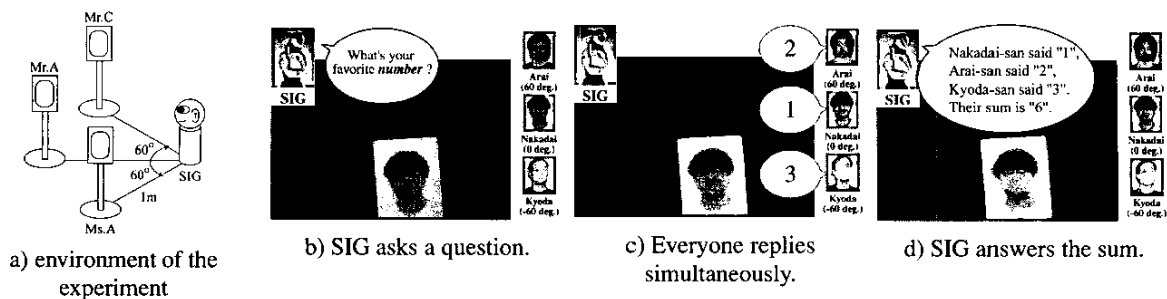 Mr.C
Mr.A
60°
60°
SIG
1m
Ms.A
a) environment of the
experiment
What's your
favorite number ?
SIG
Arai
(60 deg.)
Nakadai
(0 deg.)
Kyoda
(-60 deg.)
b) SIG asks a question.
SIG
2
1
3
Arai
(60 deg.)
Nakadai
(0 deg.)
Kyoda
(-60 deg.)
c) Everyone replies
simultaneously.
Nakadai-san said "1",
Arai-san said "2",
Kyoda-san said "3".
Their sum is "6".
SIG
Arai
(60 deg.)
Nakadai
(0 deg.)
Kyoda
(-60 deg.)
d) SIG answers the sum.